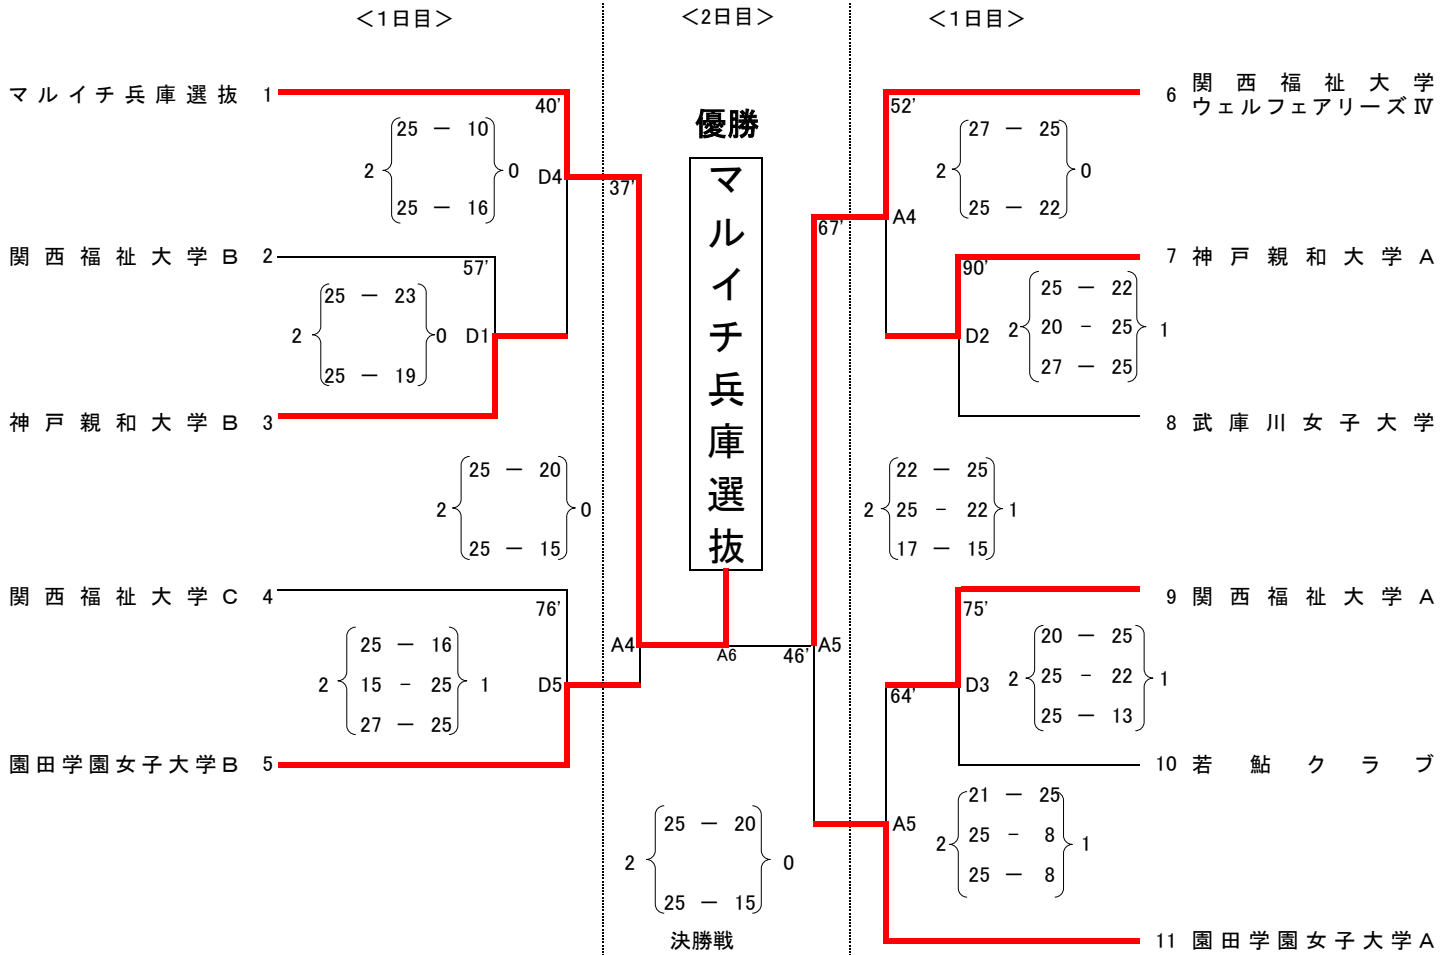 ＜1日目＞
＜2日目＞
＜1日目＞
マルイチ兵庫選抜 1
40'
25 － 10
2 0
25 － 16
D4
37'
関西福祉大学B 2
57'
25 － 23
2 0
25 － 19
D1
神戸親和大学B 3
25 － 20
2 0
25 － 15
関西福祉大学C 4
76'
25 － 16
2 15 － 25 1
27 － 25
D5
園田学園女子大学B 5
優勝
マルイチ兵庫選抜
A4
A6
46'
A5
25 － 20
2 0
25 － 15
決勝戦
6 関西福祉大学
ウェルフェアリーズⅣ
52'
27 － 25
2 0
25 － 22
67'
A4
7 神戸親和大学A
90'
25 － 22
2 20 － 25 1
27 － 25
D2
8 武庫川女子大学
22 － 25
2 25 － 22 1
17 － 15
9 関西福祉大学A
75'
20 － 25
2 25 － 22 1
25 － 13
64'
D3
10 若鮎クラブ
21 － 25
2 25 － 8 1
25 － 8
A5
11 園田学園女子大学A